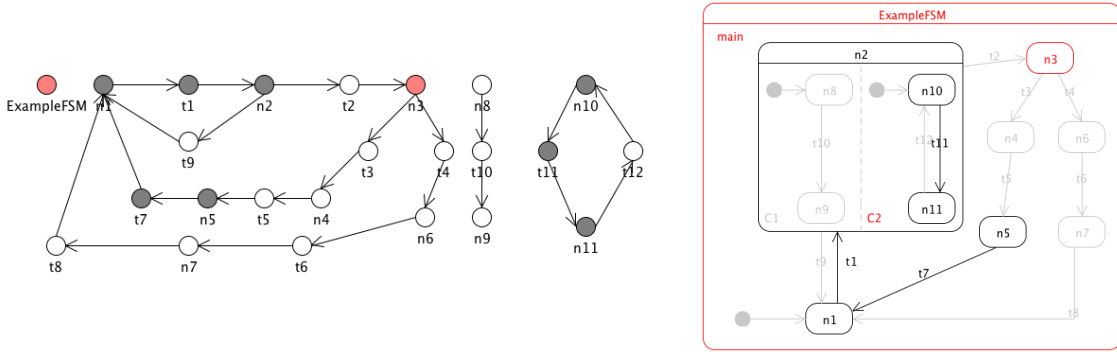 ExampleFSM
n1
t1
n2
t2
n3
n8
n10
t9
t3
t4
t10
t11
t12
t7
n5
t5
n4
n6
n9
n11
t8
n7
t6
ExampleFSM
main
n2
t2
n3
n8
n10
t3
t4
t10
t12
t11
n4
n6
t5
t6
n9
n11
C1
C2
n5
n7
t9
t1
t7
t8
n1